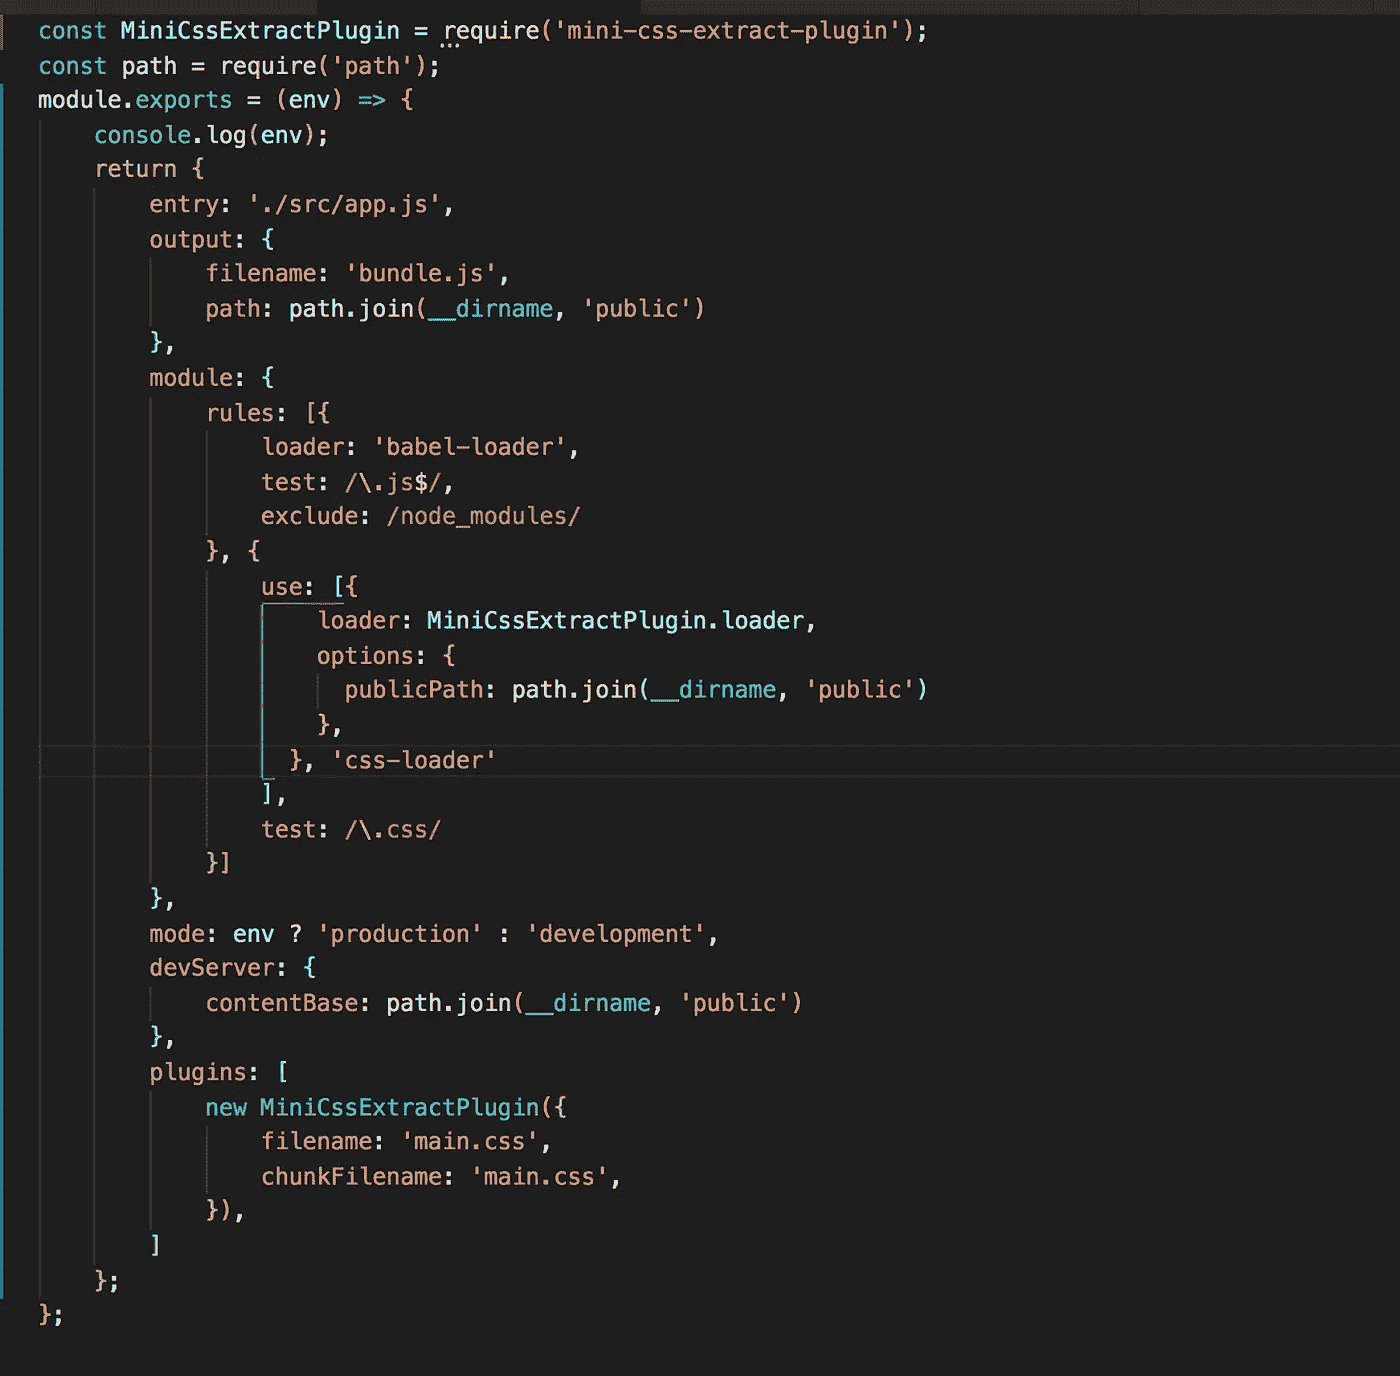 const MiniCssExtractPlugin = require('mini-css-extract-plugin');
const path = require('path');
module.exports = (env) => {
    console.log(env);
    return {
        entry: './src/app.js',
        output: {
            filename: 'bundle.js',
            path: path.join(__dirname, 'public')
        },
        module: {
            rules: [{
                loader: 'babel-loader',
                test: /\.js$/,
                exclude: /node_modules/
            }, {
                use: [{
                    loader: MiniCssExtractPlugin.loader,
                    options: {
                      publicPath: path.join(__dirname, 'public')
                    },
                  }, 'css-loader'
                ],
                test: /\.css/
            }]
        },
        mode: env ? 'production' : 'development',
        devServer: {
            contentBase: path.join(__dirname, 'public')
        },
        plugins: [
            new MiniCssExtractPlugin({
                filename: 'main.css',
                chunkFilename: 'main.css',
            }),
        ]
    };
};